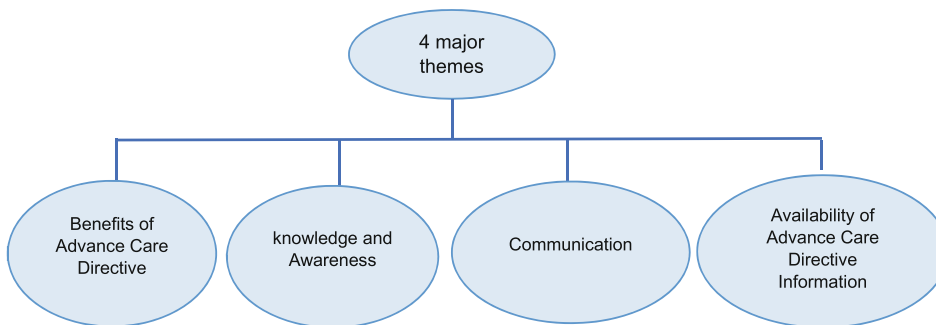 4 major
themes
Benefits of
Advance Care
Directive
knowledge and
Awareness
Communication
Availability of
Advance Care
Directive
Information